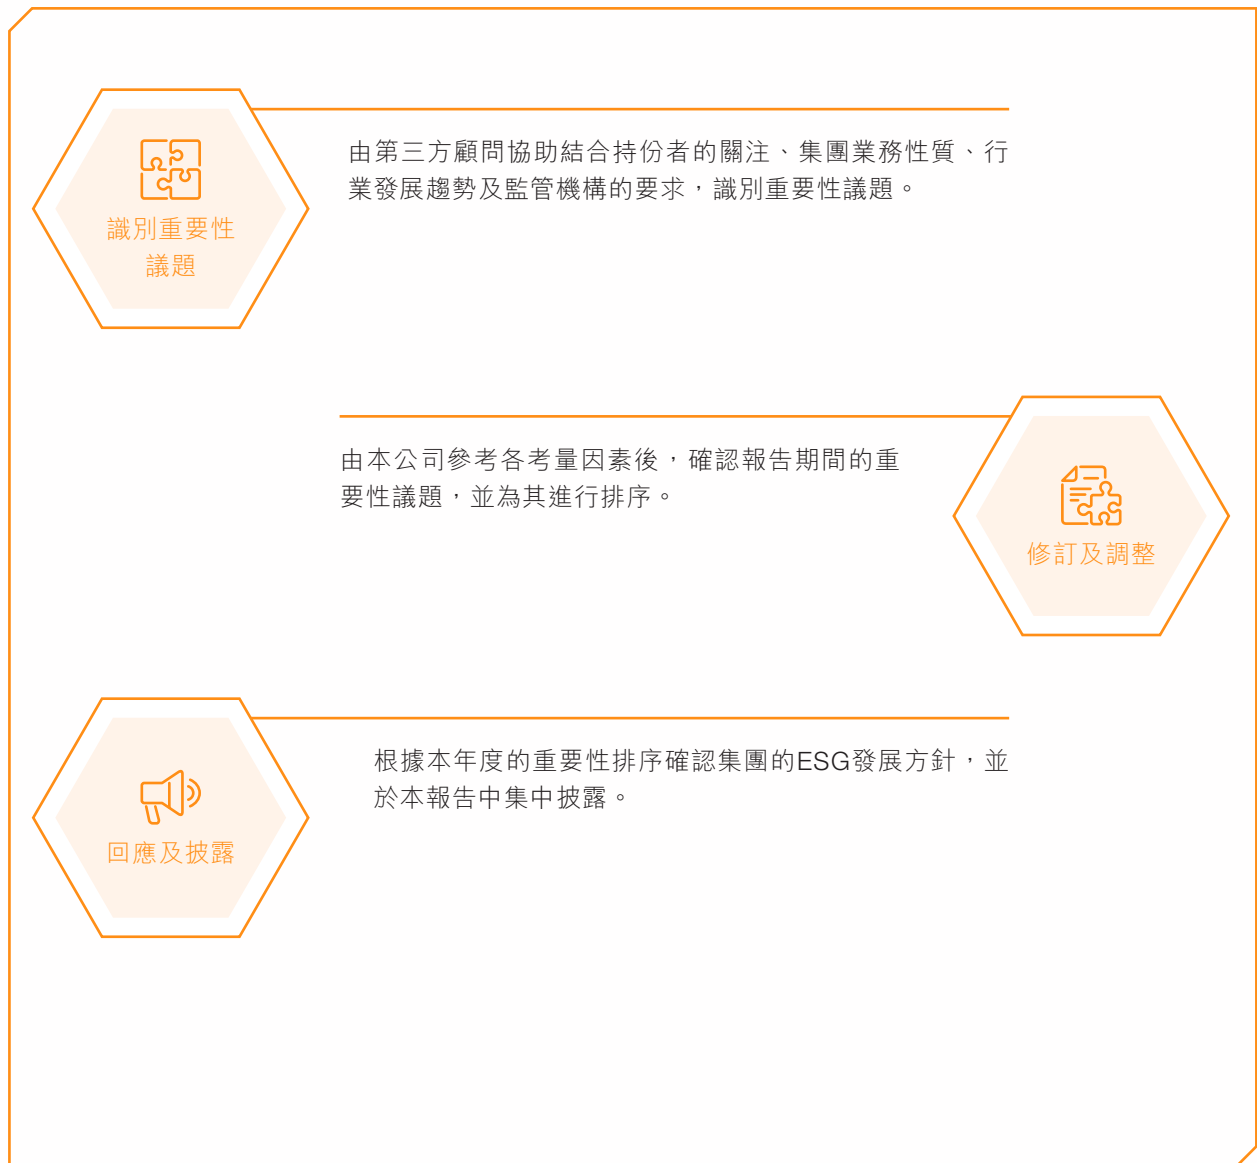 識別重要性
議題
由第三方顧問協助結合持份者的關注、集團業務性質、行
業發展趨勢及監管機構的要求，識別重要性議題。
由本公司參考各考量因素後，確認報告期間的重
要性議題，並為其進行排序。
修訂及調整
回應及披露
根據本年度的重要性排序確認集團的ESG發展方針，並
於本報告中集中披露。